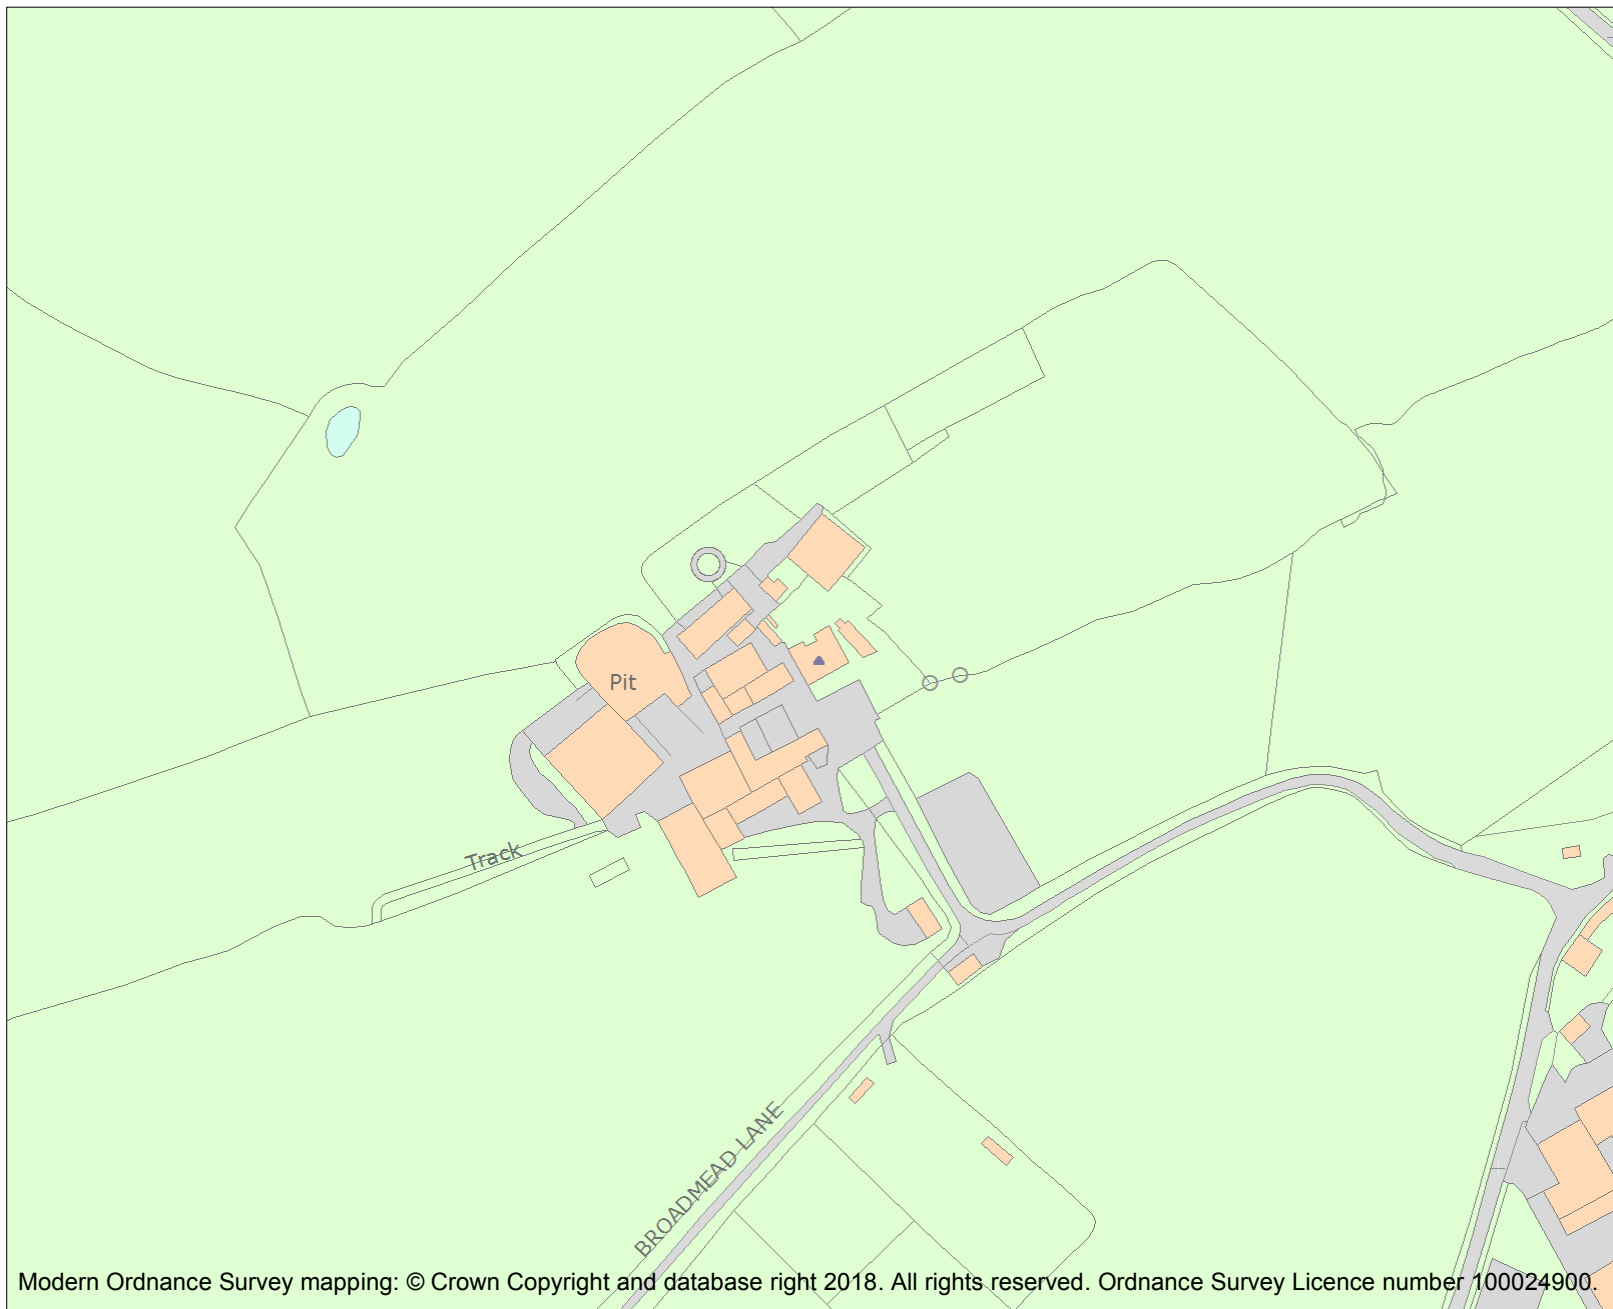 Pit
Track
BROADMEAD LANE
Modern Ordnance Survey mapping: © Crown Copyright and database right 2018. All rights reserved. Ordnance Survey Licence number 100024900.